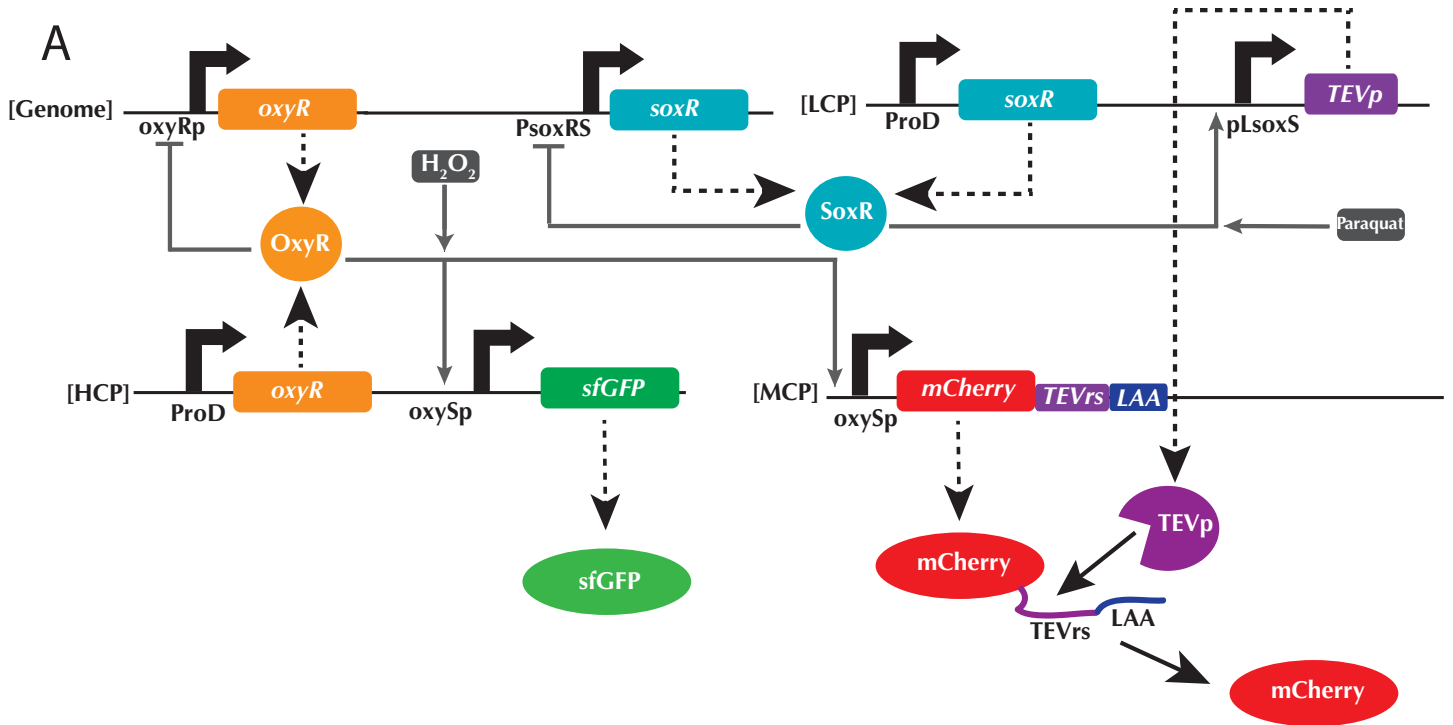 A
[Genome]
oxyRp
oxyR
PsoxRS
soxR
[LCP]
ProD
soxR
pLsoxS
TEVp
H₂O₂
OxyR
SoxR
Paraquat
[HCP]
ProD
oxyR
oxySp
sfGFP
[MCP]
oxySp
mCherry
TEVrs
LAA
sfGFP
mCherry
TEVp
TEVrs
LAA
mCherry